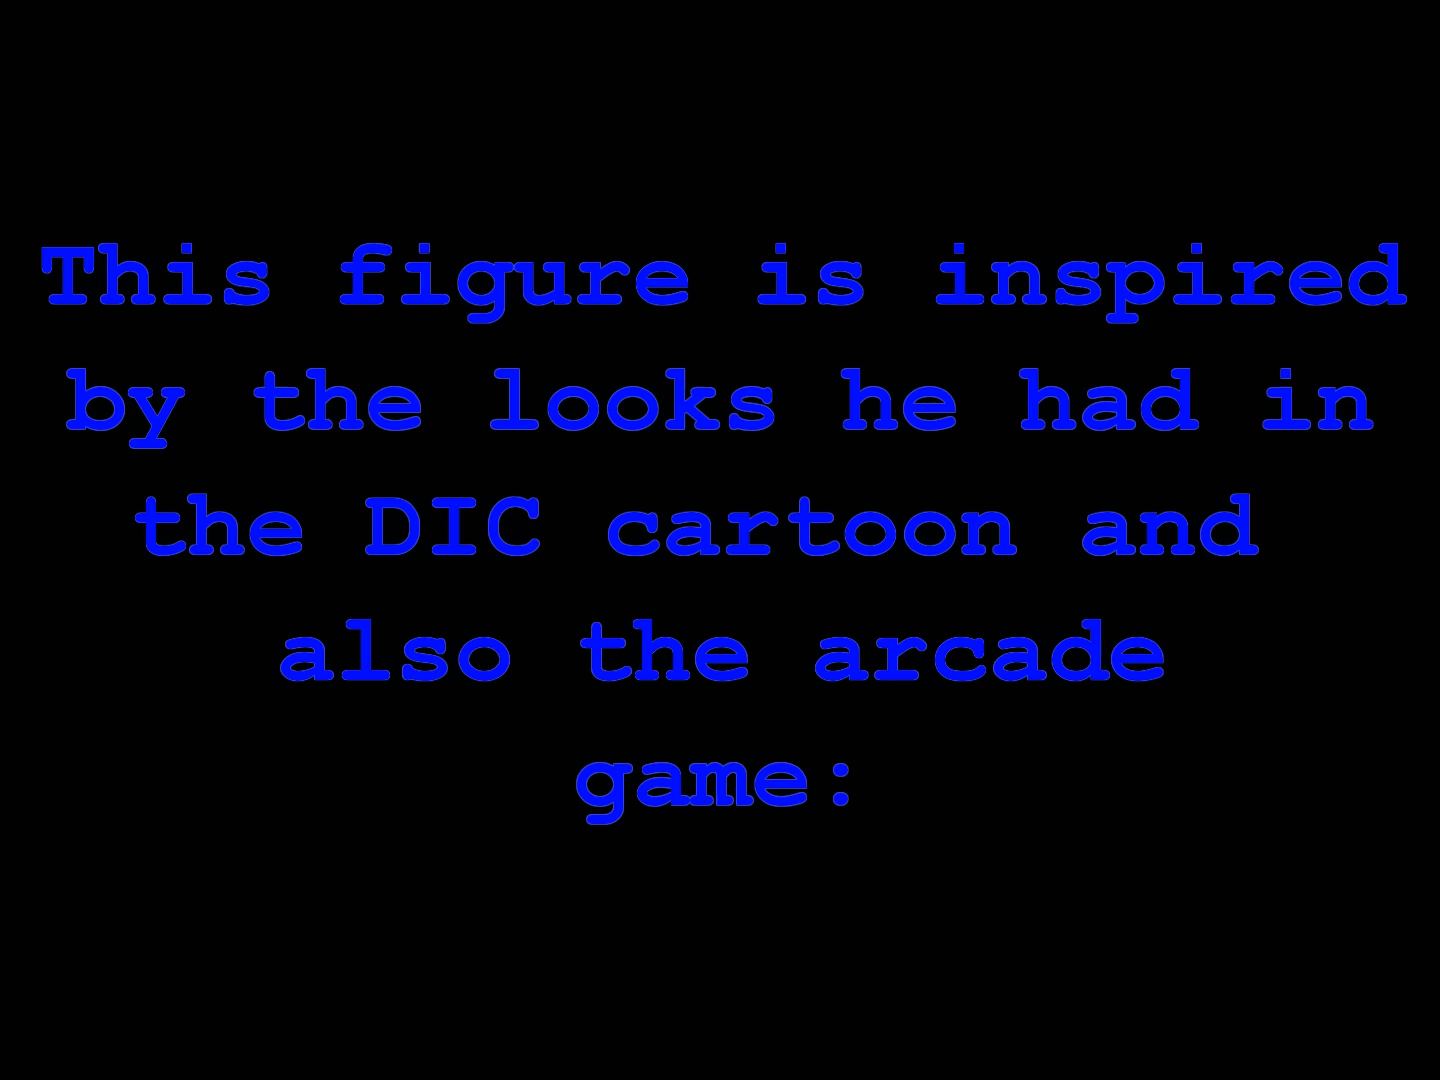 This figure is inspired
by the looks he had in
the DIC cartoon and
also the arcade
game: